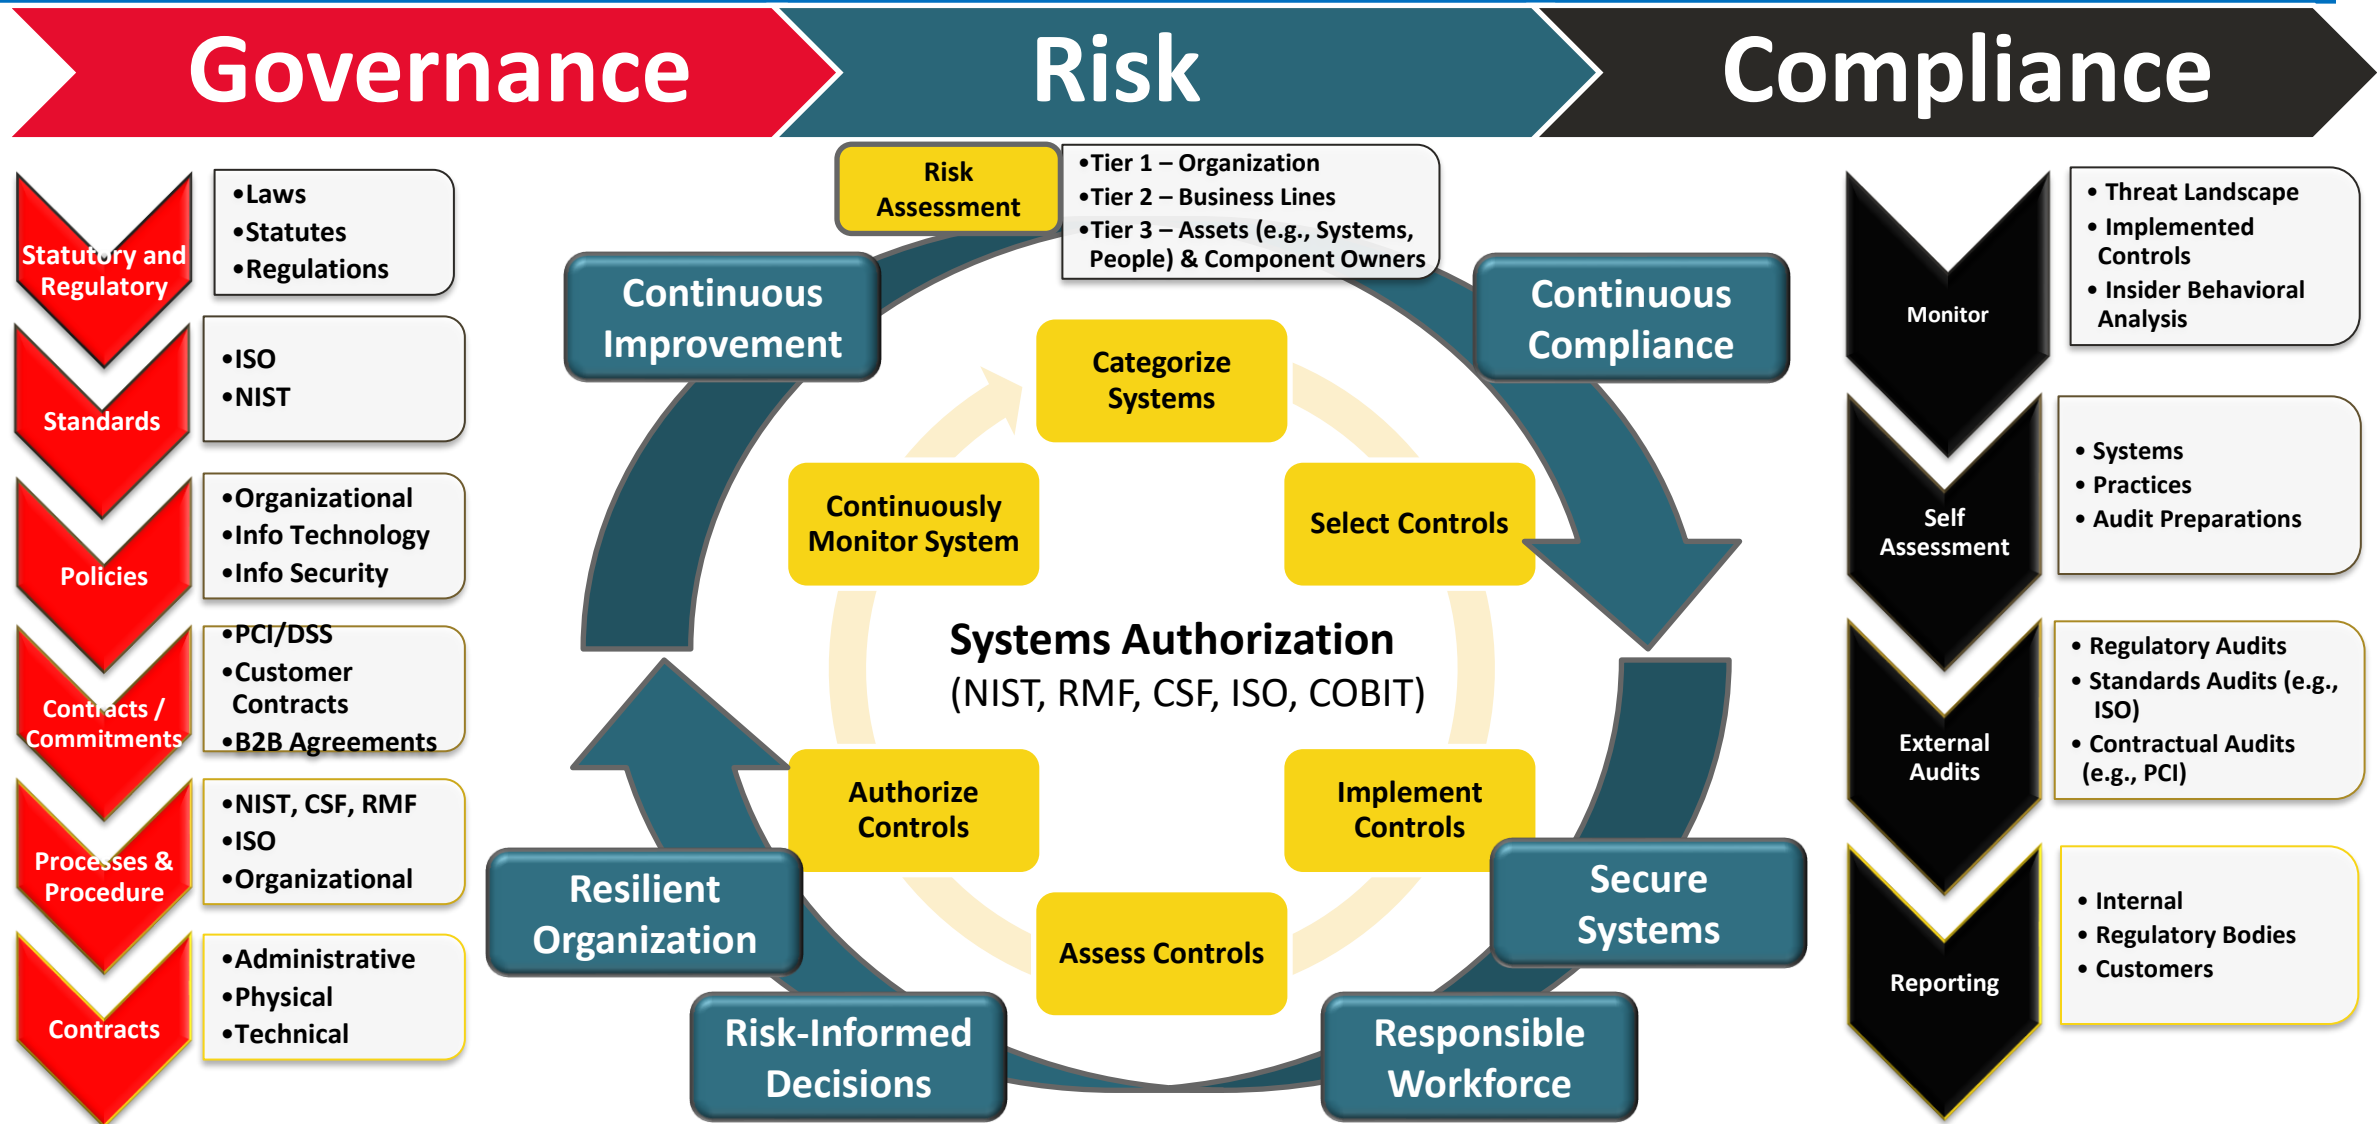 Governance
Risk
Compliance
Statutory and
Regulatory
•Laws
•Statutes
•Regulations
Standards
•ISO
•NIST
Policies
•Organizational
•Info Technology
•Info Security
Contracts /
Commitments
•PCI/DSS
•Customer
Contracts
•B2B Agreements
Processes &
Procedure
•NIST, CSF, RMF
•ISO
•Organizational
Contracts
•Administrative
•Physical
•Technical
Risk
Assessment
•Tier 1 – Organization
•Tier 2 – Business Lines
•Tier 3 – Assets (e.g., Systems,
People) & Component Owners
Continuous
Improvement
Continuous
Compliance
Categorize
Systems
Continuously
Monitor System
Select Controls
Systems Authorization
(NIST, RMF, CSF, ISO, COBIT)
Authorize
Controls
Implement
Controls
Assess Controls
Resilient
Organization
Secure
Systems
Risk-Informed
Decisions
Responsible
Workforce
Monitor
• Threat Landscape
• Implemented
Controls
• Insider Behavioral
Analysis
Self
Assessment
• Systems
• Practices
• Audit Preparations
External
Audits
• Regulatory Audits
• Standards Audits (e.g.,
ISO)
• Contractual Audits
(e.g., PCI)
Reporting
• Internal
• Regulatory Bodies
• Customers